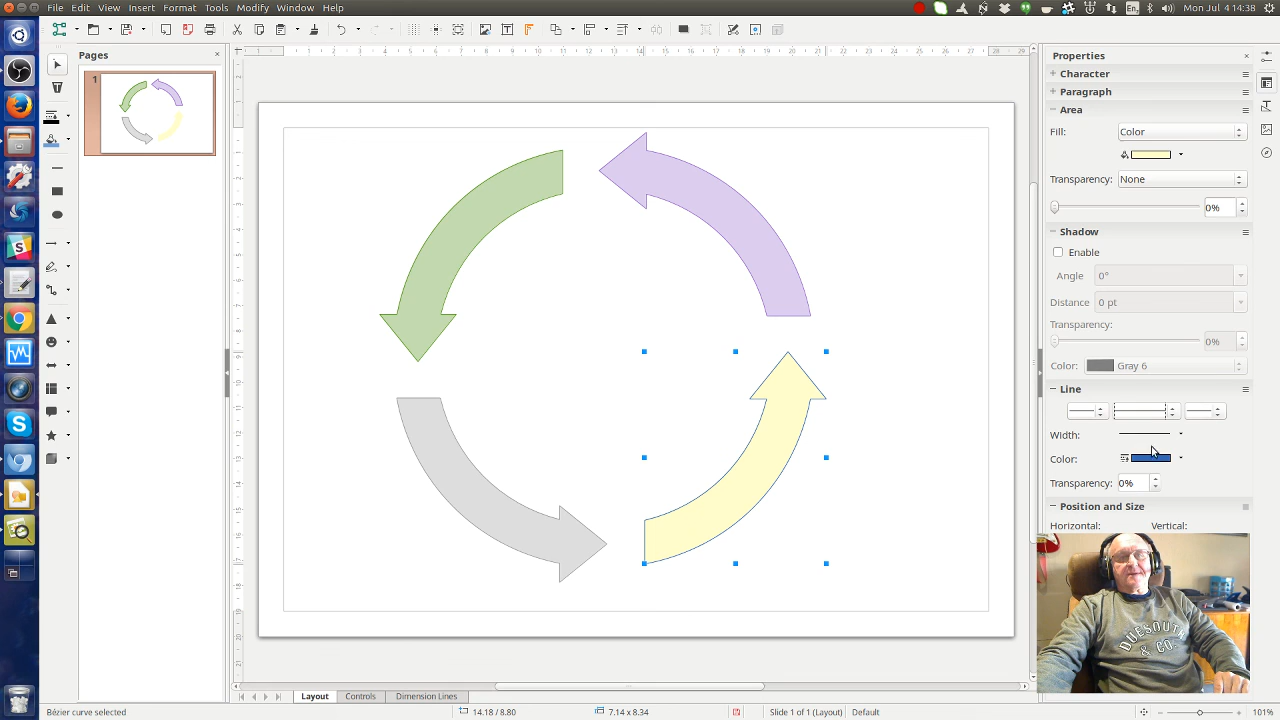 File Edit View Insert Format Tools Modify Window Help
En
Mon Jul 4 14:38
Pages
1
Properties
Character
Paragraph
Area
Fill: Color
Transparency: None
0%
Shadow
Enable
Angle 0°
Distance 0 pt
Transparency:
0%
Color: Gray 6
Line
Width:
Color:
Transparency: 0%
Position and Size
Horizontal: Vertical:
DUESOUTH
& CO.
Layout Controls Dimension Lines
Bézier curve selected
14.18 / 8.80
7.14 x 8.34
Slide 1 of 1 (Layout)
Default
101%